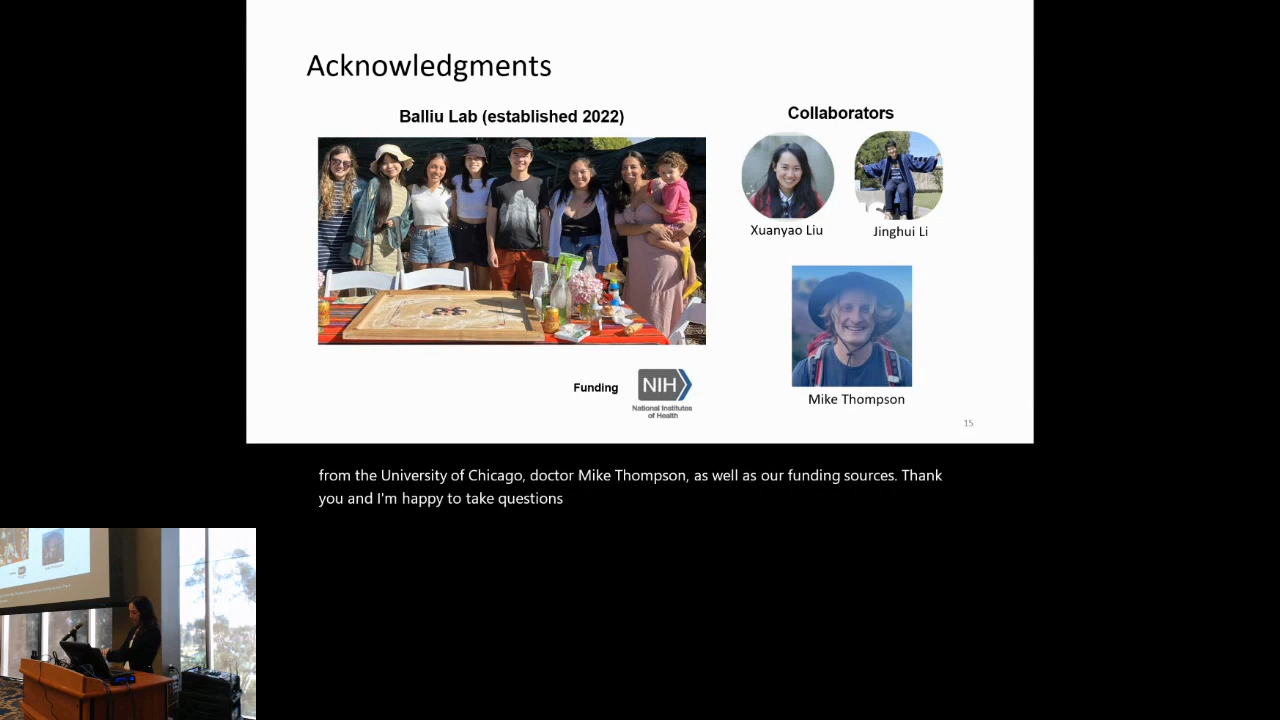 Acknowledgments
Balliu Lab (established 2022)
Collaborators
Xuanyao Liu
Jinghui Li
Mike Thompson
Funding
NIH
National Institutes
of Health
15
from the University of Chicago, doctor Mike Thompson, as well as our funding sources. Thank
you and I'm happy to take questions